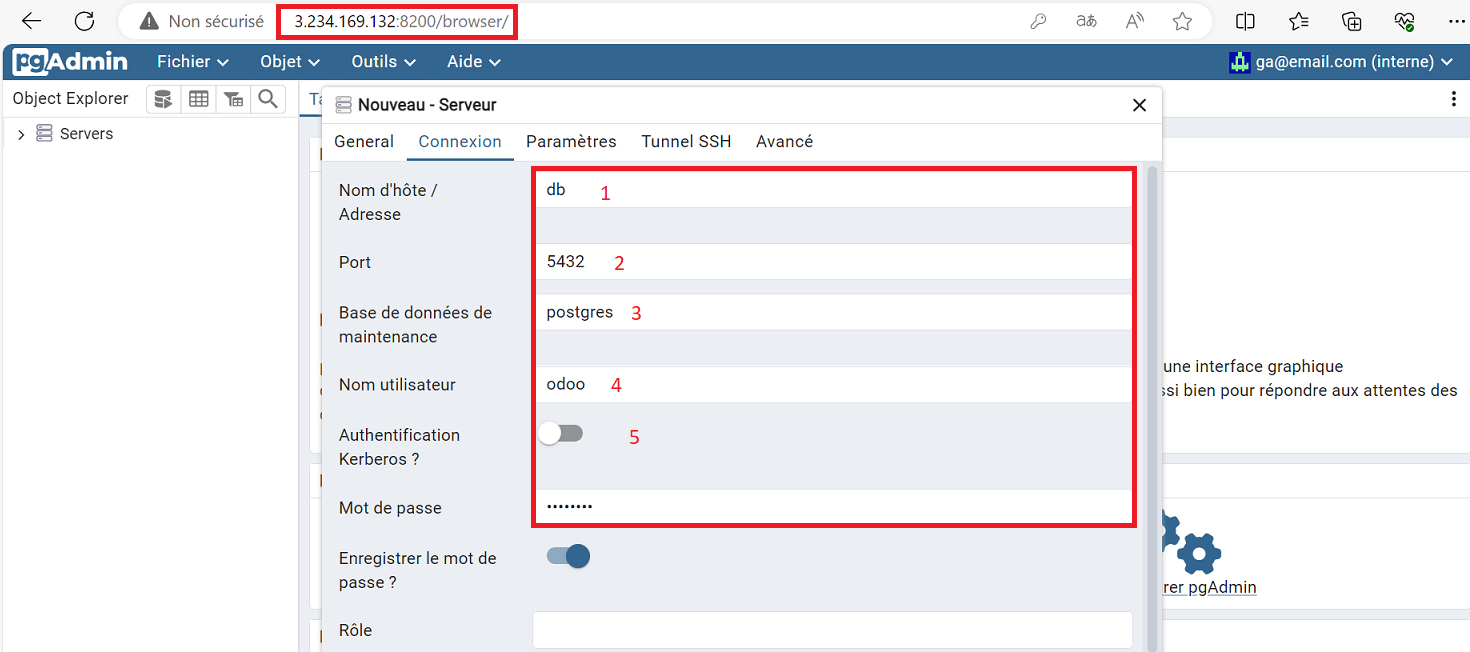 Non sécurisé 3.234.169.132:8200/browser/ aあ A
pgAdmin Fichier Objet Outils Aide ga@email.com (interne)
Object Explorer
Servers
Nouveau - Serveur
General Connexion Paramètres Tunnel SSH Avancé
Nom d'hôte /
Adresse
db 1
Port 5432 2
Base de données de
maintenance
postgres 3
Nom utilisateur odoo 4
Authentification
Kerberos ?
5
Mot de passe ••••••••
Enregistrer le mot de
passe ?
Rôle
une interface graphique
ssi bien pour répondre aux attentes des
rer pgAdmin